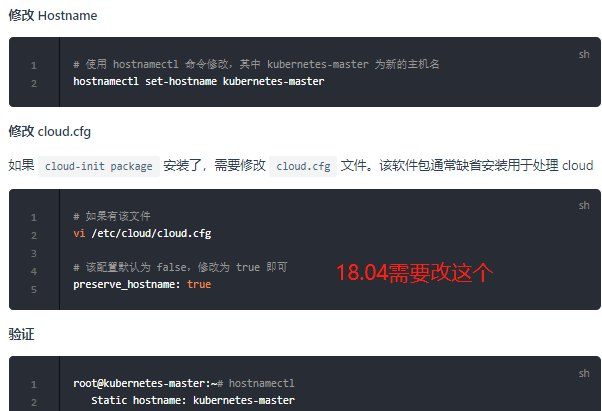 修改 Hostname
sh
1 # 使用 hostnamectl 命令修改，其中 kubernetes-master 为新的主机名
2 hostnamectl set-hostname kubernetes-master
修改 cloud.cfg
如果 cloud-init package 安装了，需要修改 cloud.cfg 文件。该软件包通常缺省安装用于处理 cloud
sh
1 # 如果有该文件
2 vi /etc/cloud/cloud.cfg
3
4 # 该配置默认为 false，修改为 true 即可
5 preserve_hostname: true
18.04需要改这个
验证
sh
1 root@kubernetes-master:~# hostnamectl
2 Static hostname: kubernetes-master